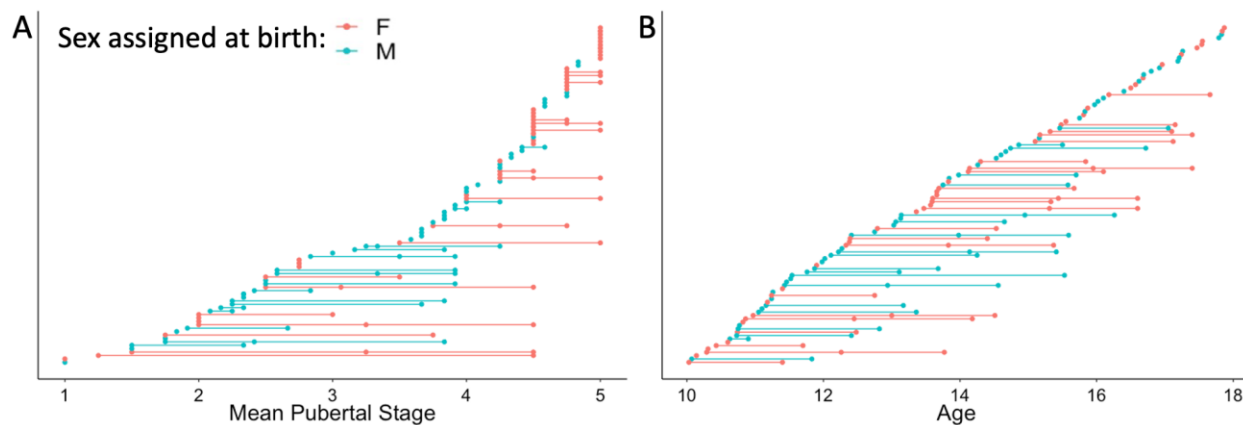 A
Sex assigned at birth:
F
M
1 2 3 4 5
Mean Pubertal Stage
B
10 12 14 16 18
Age